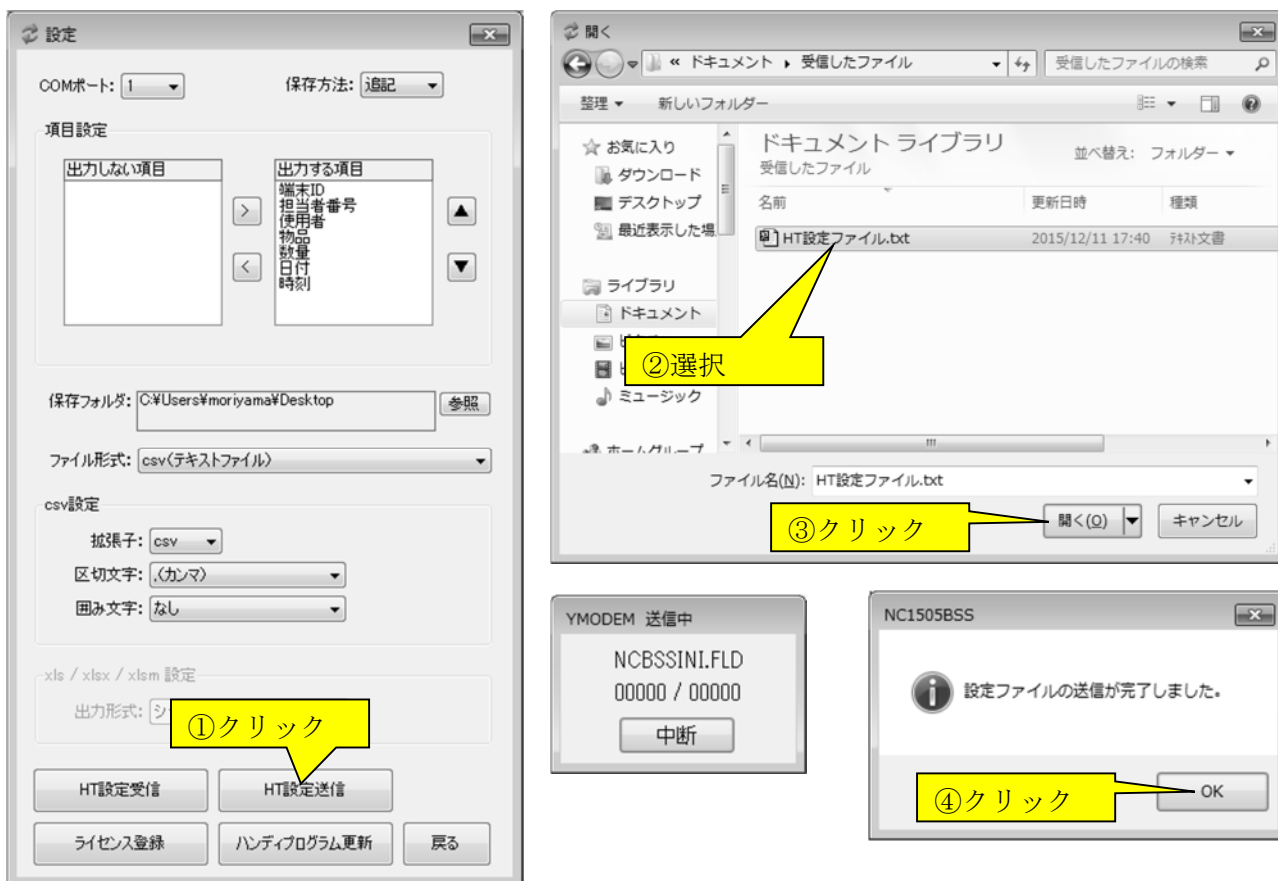 設定
COMポート: 1
保存方法: 追記
項目設定
出力しない項目
出力する項目
端末ID
担当者番号
使用者
物品
数量
日付
時刻
>
<
▲
▼
保存フォルダ: C:¥Users¥moriyama¥Desktop
参照
ファイル形式: csv(テキストファイル)
csv設定
拡張子: csv
区切文字: ,(カンマ)
囲み文字: なし
xls / xlsx / xlsm 設定
出力形式: シ
①クリック
HT設定受信
HT設定送信
ライセンス登録
ハンディプログラム更新
戻る
開く
« ドキュメント ▸ 受信したファイル
受信したファイルの検索
整理 ▼
新しいフォルダー
お気に入り
ダウンロード
デスクトップ
最近表示した場
ライブラリ
ドキュメント
ミュージック
ホームグループ
ドキュメント ライブラリ
受信したファイル
並べ替え: フォルダー ▼
名前
更新日時
種類
HT設定ファイル.txt
2015/12/11 17:40
テキスト文書
②選択
ファイル名(N): HT設定ファイル.txt
③クリック
開く(O)
キャンセル
YMODEM 送信中
NCBSSINI.FLD
00000 / 00000
中断
NC1505BSS
設定ファイルの送信が完了しました。
④クリック
OK